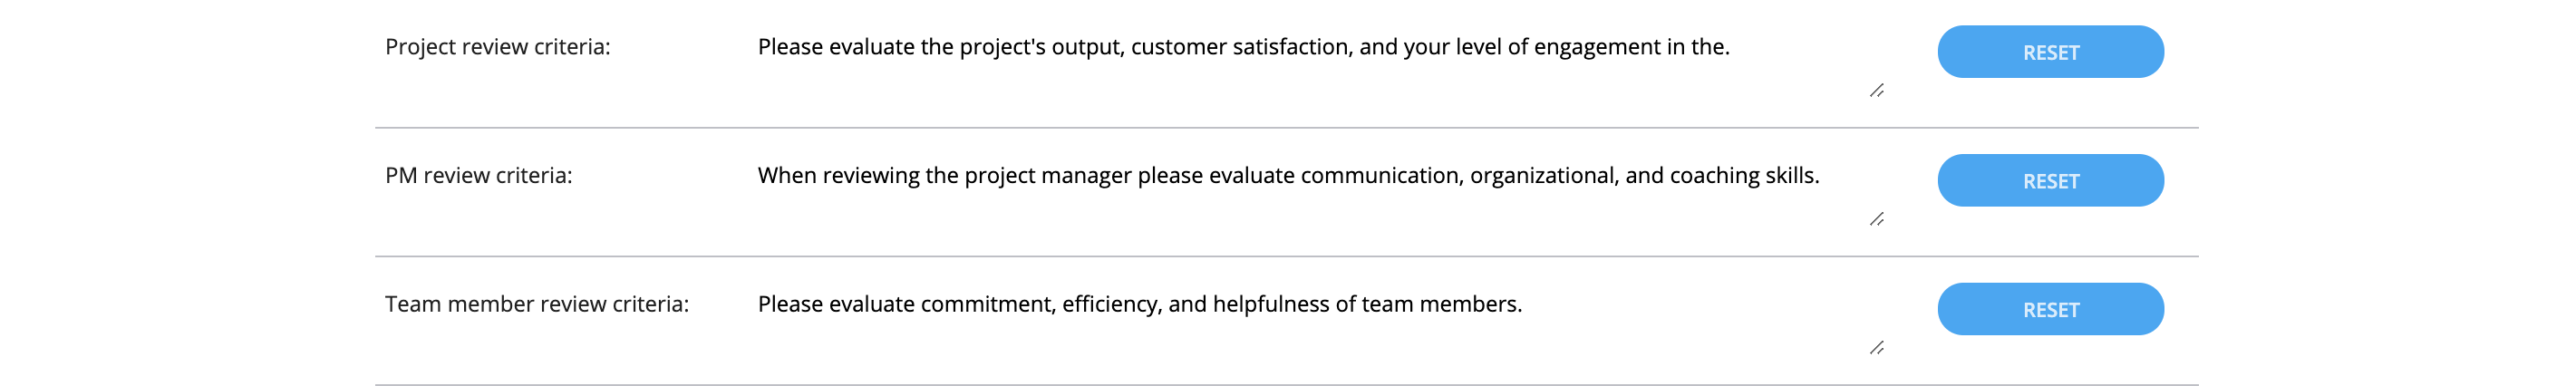 Project review criteria: Please evaluate the project's output, customer satisfaction, and your level of engagement in the. RESET
PM review criteria: When reviewing the project manager please evaluate communication, organizational, and coaching skills. RESET
Team member review criteria: Please evaluate commitment, efficiency, and helpfulness of team members. RESET